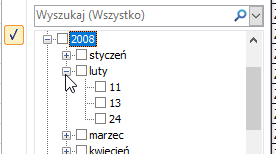 Wyszukaj (Wszystko)
2008
styczeń
luty
11
13
24
marzec
kwiecień